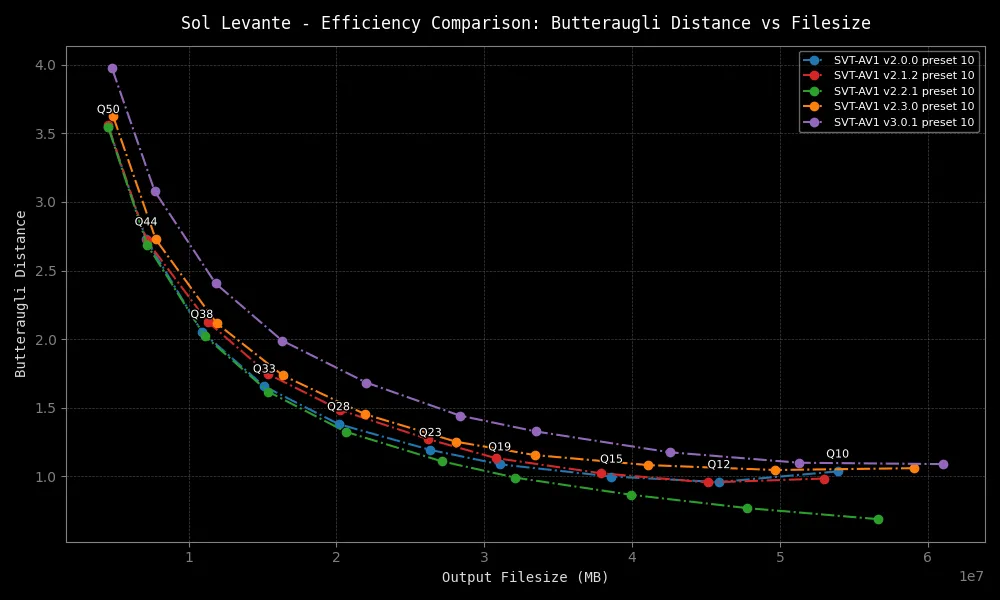 Sol Levante - Efficiency Comparison: Butteraugli Distance vs Filesize
SVT-AV1 v2.0.0 preset 10
SVT-AV1 v2.1.2 preset 10
SVT-AV1 v2.2.1 preset 10
SVT-AV1 v2.3.0 preset 10
SVT-AV1 v3.0.1 preset 10
Butteraugli Distance
4.0
3.5
3.0
2.5
2.0
1.5
1.0
Q50
Q44
Q38
Q33
Q28
Q23
Q19
Q15
Q12
Q10
1
2
3
4
5
6
1e7
Output Filesize (MB)